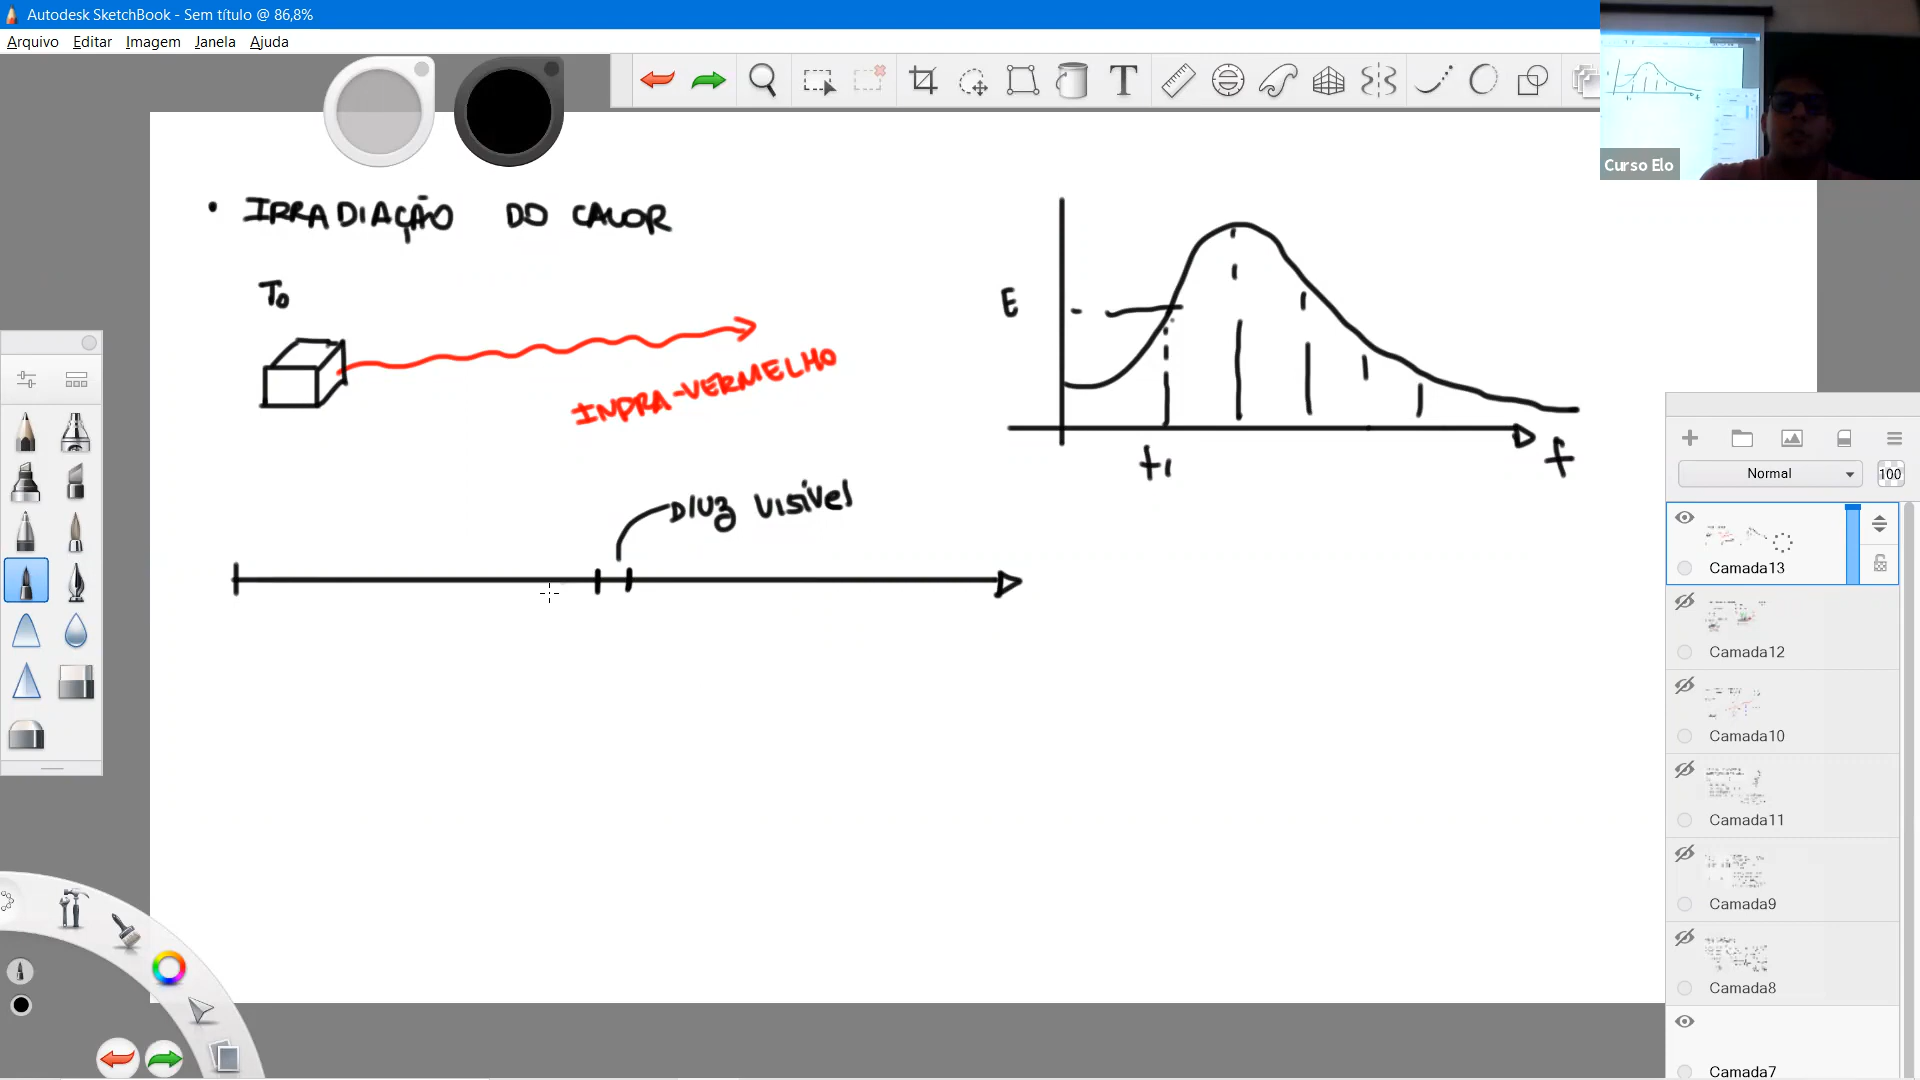 Autodesk SketchBook - Sem título @ 86,8%
Arquivo Editar Imagem Janela Ajuda
T
Curso Elo
• IRRADIAÇÃO DO CALOR
To
INFRA-VERMELHO
E
f1
f
LUZ VISÍVEL
Normal
100
Camada13
Camada12
Camada10
Camada11
Camada9
Camada8
Camada7